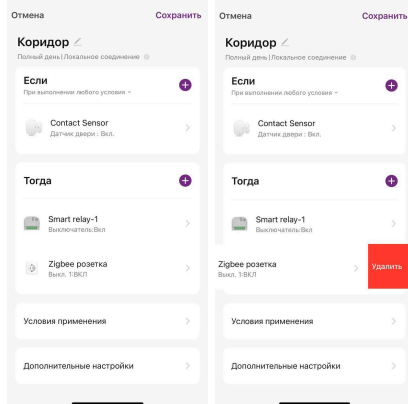 Отмена Сохранить
Коридор
Полный день|Локальное соединение
Если
При выполнении любого условия
Contact Sensor
Датчик двери : Вкл.
Тогда
Smart relay-1
Выключатель:Вкл
Zigbee розетка
Выкл. 1:ВКЛ
Условия применения
Дополнительные настройки
Отмена Сохранить
Коридор
Полный день|Локальное соединение
Если
При выполнении любого условия
Contact Sensor
Датчик двери : Вкл.
Тогда
Smart relay-1
Выключатель:Вкл
Zigbee розетка
Выкл. 1:ВКЛ
Удалить
Условия применения
Дополнительные настройки